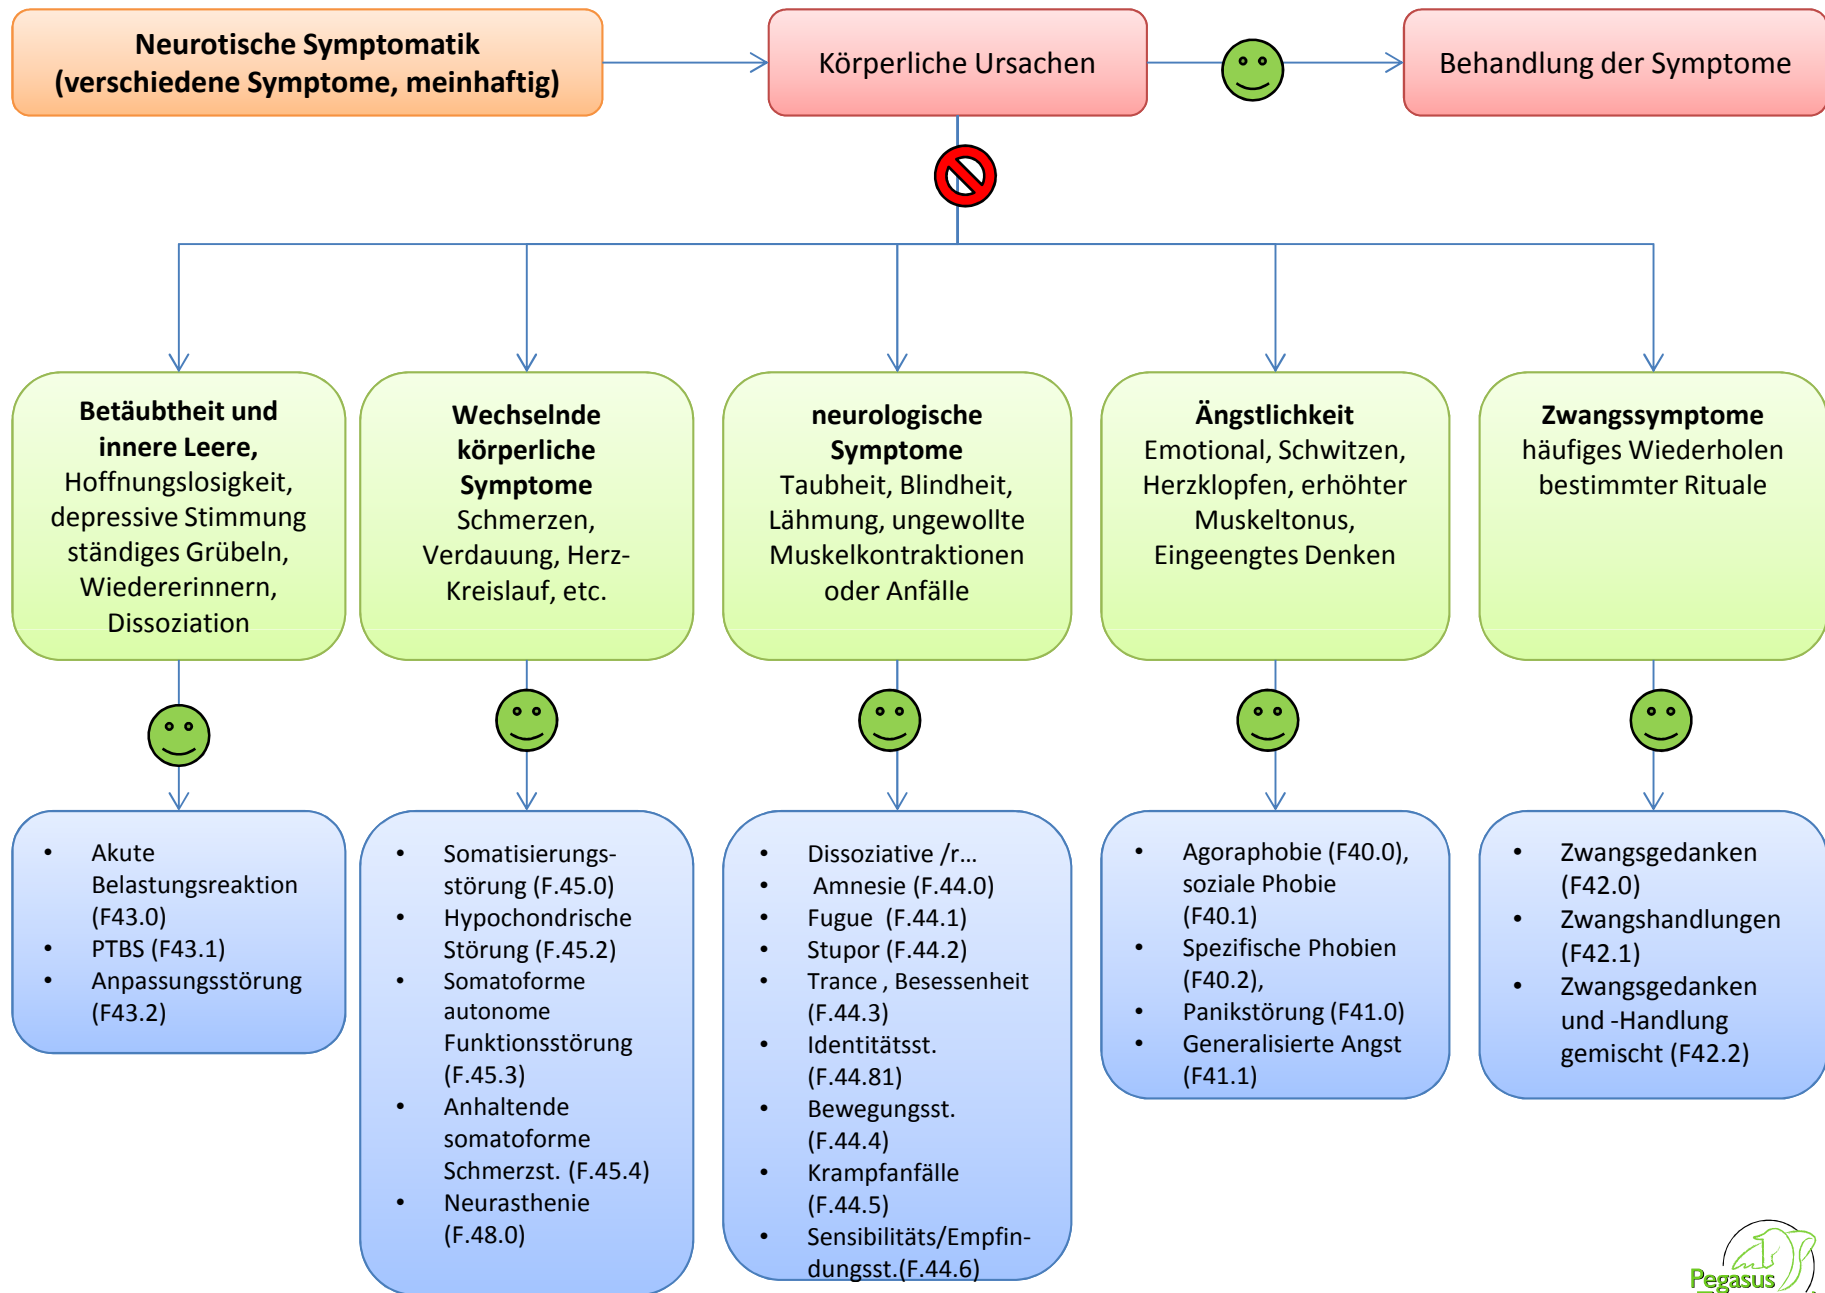 Neurotische Symptomatik
(verschiedene Symptome, meinhaftig)
Körperliche Ursachen
Behandlung der Symptome
Betäubtheit und
innere Leere,
Hoffnungslosigkeit,
depressive Stimmung
ständiges Grübeln,
Wiedererinnern,
Dissoziation
Wechselnde
körperliche
Symptome
Schmerzen,
Verdauung, Herz-
Kreislauf, etc.
neurologische
Symptome
Taubheit, Blindheit,
Lähmung, ungewollte
Muskelkontraktionen
oder Anfälle
Ängstlichkeit
Emotional, Schwitzen,
Herzklopfen, erhöhter
Muskeltonus,
Eingeengtes Denken
Zwangssymptome
häufiges Wiederholen
bestimmter Rituale
• Akute
Belastungsreaktion
(F43.0)
• PTBS (F43.1)
• Anpassungsstörung
(F43.2)
• Somatisierungs-
störung (F.45.0)
• Hypochondrische
Störung (F.45.2)
• Somatoforme
autonome
Funktionsstörung
(F.45.3)
• Anhaltende
somatoforme
Schmerzst. (F.45.4)
• Neurasthenie
(F.48.0)
• Dissoziative /r...
• Amnesie (F.44.0)
• Fugue (F.44.1)
• Stupor (F.44.2)
• Trance , Besessenheit
(F.44.3)
• Identitätsst.
(F.44.81)
• Bewegungsst.
(F.44.4)
• Krampfanfälle
(F.44.5)
• Sensibilitäts/Empfin-
dungsst.(F.44.6)
• Agoraphobie (F40.0),
soziale Phobie
(F40.1)
• Spezifische Phobien
(F40.2),
• Panikstörung (F41.0)
• Generalisierte Angst
(F41.1)
• Zwangsgedanken
(F42.0)
• Zwangshandlungen
(F42.1)
• Zwangsgedanken
und -Handlung
gemischt (F42.2)
Pegasus